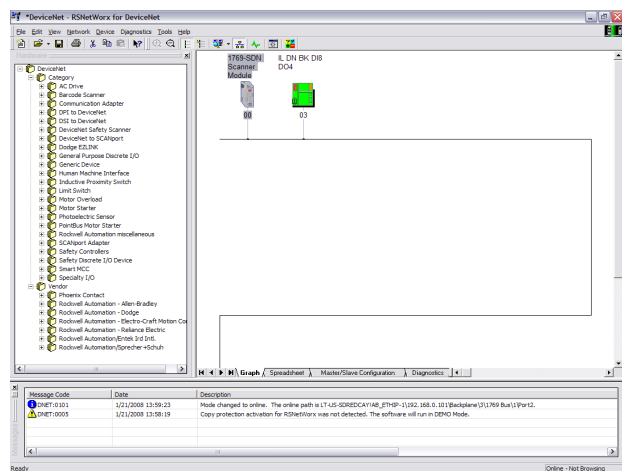 *DeviceNet - RSNetWorx for DeviceNet
File Edit View Network Device Diagnostics Tools Help
Hardware
DeviceNet
Category
AC Drive
Barcode Scanner
Communication Adapter
DPI to DeviceNet
DSI to DeviceNet
DeviceNet Safety Scanner
DeviceNet to SCANport
Dodge EZLINK
General Purpose Discrete I/O
Generic Device
Human Machine Interface
Inductive Proximity Switch
Limit Switch
Motor Overload
Motor Starter
Photoelectric Sensor
PointBus Motor Starter
Rockwell Automation miscellaneous
SCANport Adapter
Safety Controllers
Safety Discrete I/O Device
Smart MCC
Specialty I/O
Vendor
Phoenix Contact
Rockwell Automation - Allen-Bradley
Rockwell Automation - Dodge
Rockwell Automation - Electro-Craft Motion Co
Rockwell Automation - Reliance Electric
Rockwell Automation/Entek Ird Intl.
Rockwell Automation/Sprecher+Schuh
1769-SDN
Scanner
Module
00
IL DN BK DI8
DO4
03
Graph Spreadsheet Master/Slave Configuration Diagnostics
Messages
Message Code Date Description
DNET:0101 1/21/2008 13:59:23 Mode changed to online. The online path is LT-US-SDREDCAY!AB_ETHIP-1\192.168.0.101\Backplane\3\1769 Bus\1\Port2.
DNET:0005 1/21/2008 13:58:19 Copy protection activation for RSNetWorx was not detected. The software will run in DEMO Mode.
Ready Online - Not Browsing